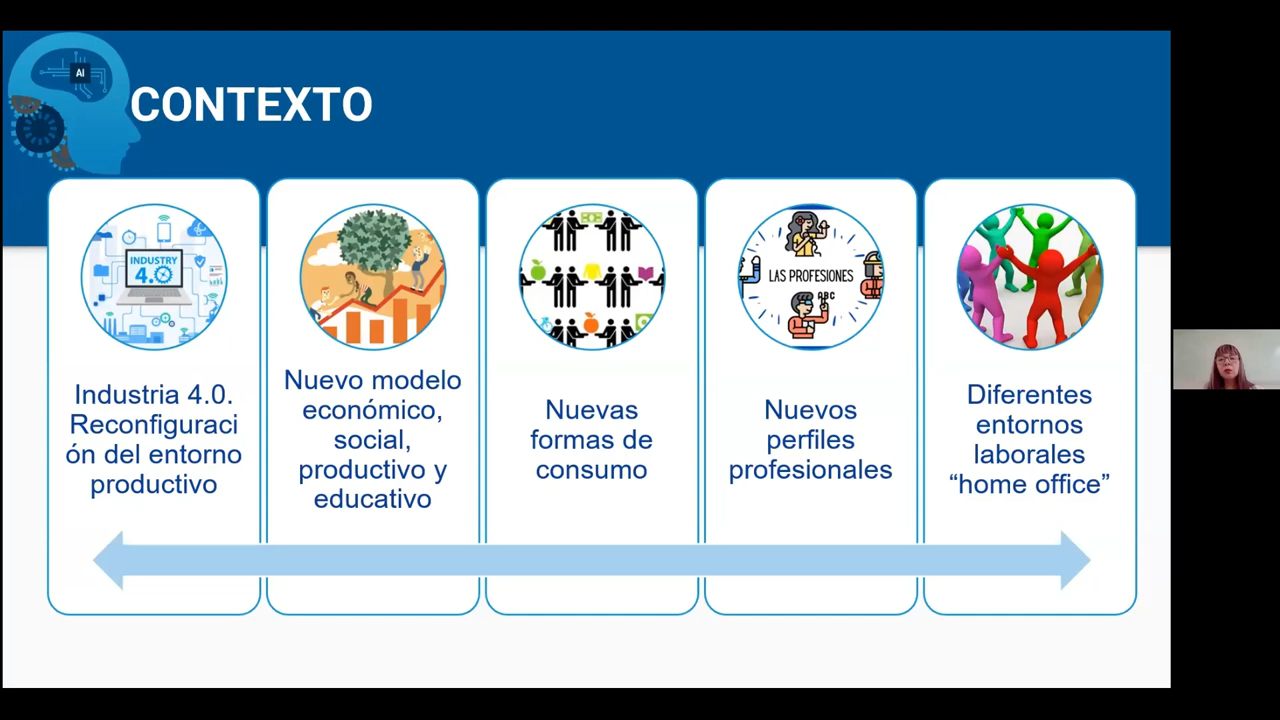 AI
CONTEXTO
INDUSTRY
4.0
Industria 4.0.
Reconfiguraci
ón del entorno
productivo
Nuevo modelo
económico,
social,
productivo y
educativo
Nuevas
formas de
consumo
LAS PROFESIONES
ABC
Nuevos
perfiles
profesionales
Diferentes
entornos
laborales
“home office”